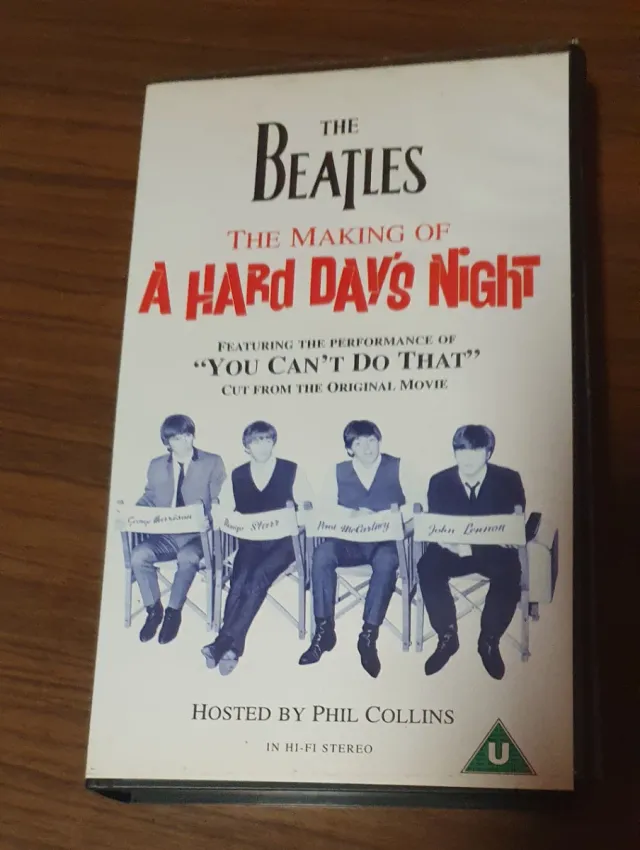 THE
BEATLES
THE MAKING OF
A HARD DAY'S NIGHT
FEATURING THE PERFORMANCE OF
"YOU CAN'T DO THAT"
CUT FROM THE ORIGINAL MOVIE
George Harrison
Ringo Starr
Paul McCartney
John Lennon
HOSTED BY PHIL COLLINS
IN HI-FI STEREO
U